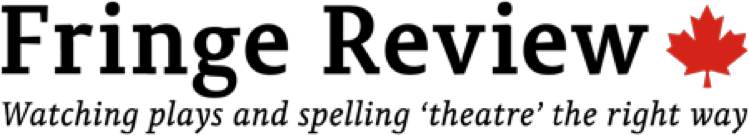 Fringe Review
Watching plays and spelling ‘theatre’ the right way